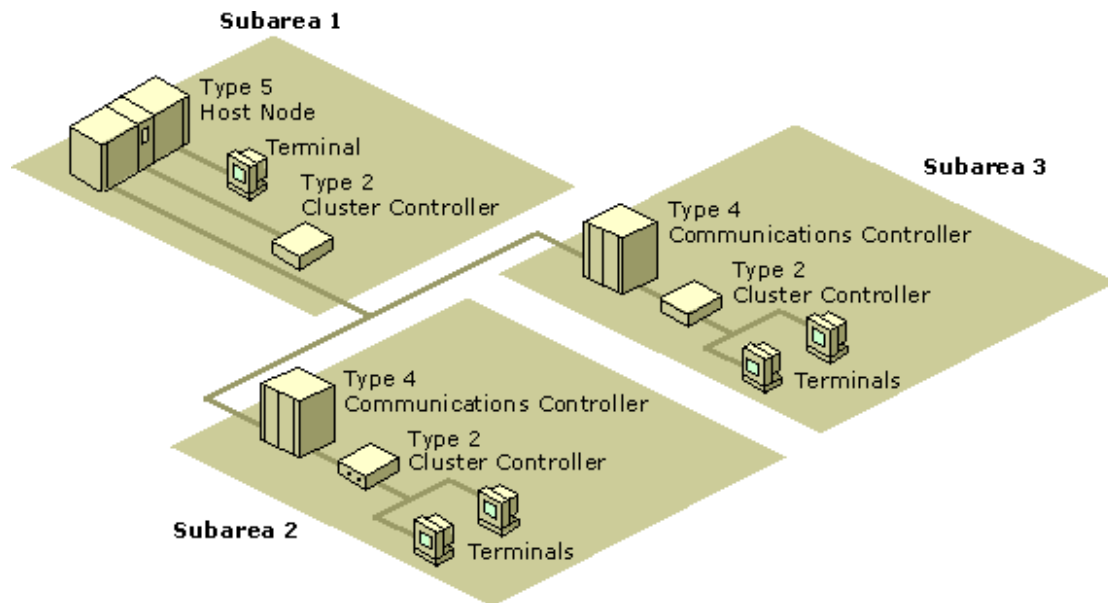 Subarea 1
Type 5
Host Node
Terminal
Type 2
Cluster Controller
Subarea 3
Type 4
Communications Controller
Type 2
Cluster Controller
Terminals
Type 4
Communications Controller
Type 2
Cluster Controller
Subarea 2
Terminals